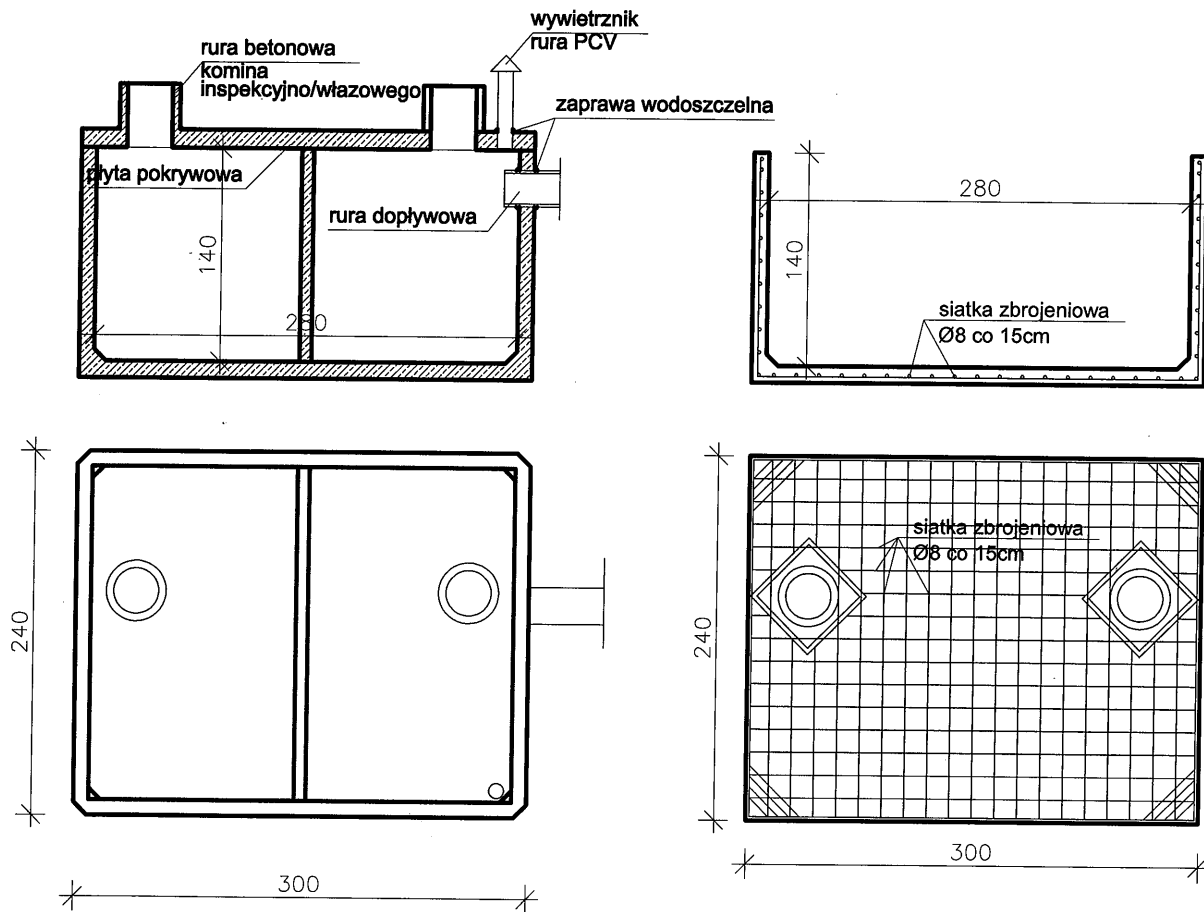 wywietrznik
rura PCV
rura betonowa
komina
inspekcyjno/włazowego
zaprawa wodoszczelna
płyta pokrywowa
rura dopływowa
140
280
280
140
siatka zbrojeniowa
Ø8 co 15cm
240
300
siatka zbrojeniowa
Ø8 co 15cm
240
300